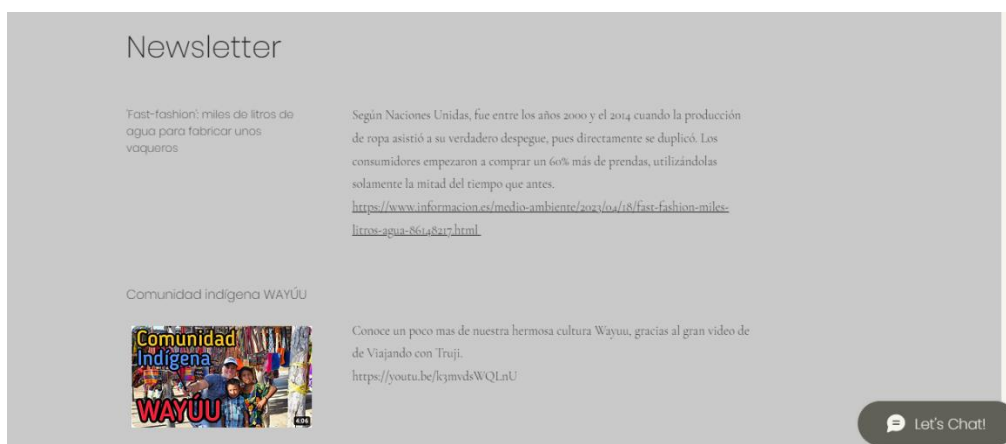 Newsletter
'Fast-fashion': miles de litros de
agua para fabricar unos
vaqueros
Según Naciones Unidas, fue entre los años 2000 y el 2014 cuando la producción
de ropa asistió a su verdadero despegue, pues directamente se duplicó. Los
consumidores empezaron a comprar un 60% más de prendas, utilizándolas
solamente la mitad del tiempo que antes.
https://www.informacion.es/medio-ambiente/2023/04/18/fast-fashion-miles-
litros-agua-86148217.html
Comunidad indígena WAYÚU
Comunidad
Indígena
WAYÚU
4:06
Conoce un poco mas de nuestra hermosa cultura Wayuu, gracias al gran video de
de Viajando con Truji.
https://youtu.be/k3mvdsWQLnU
Let's Chat!